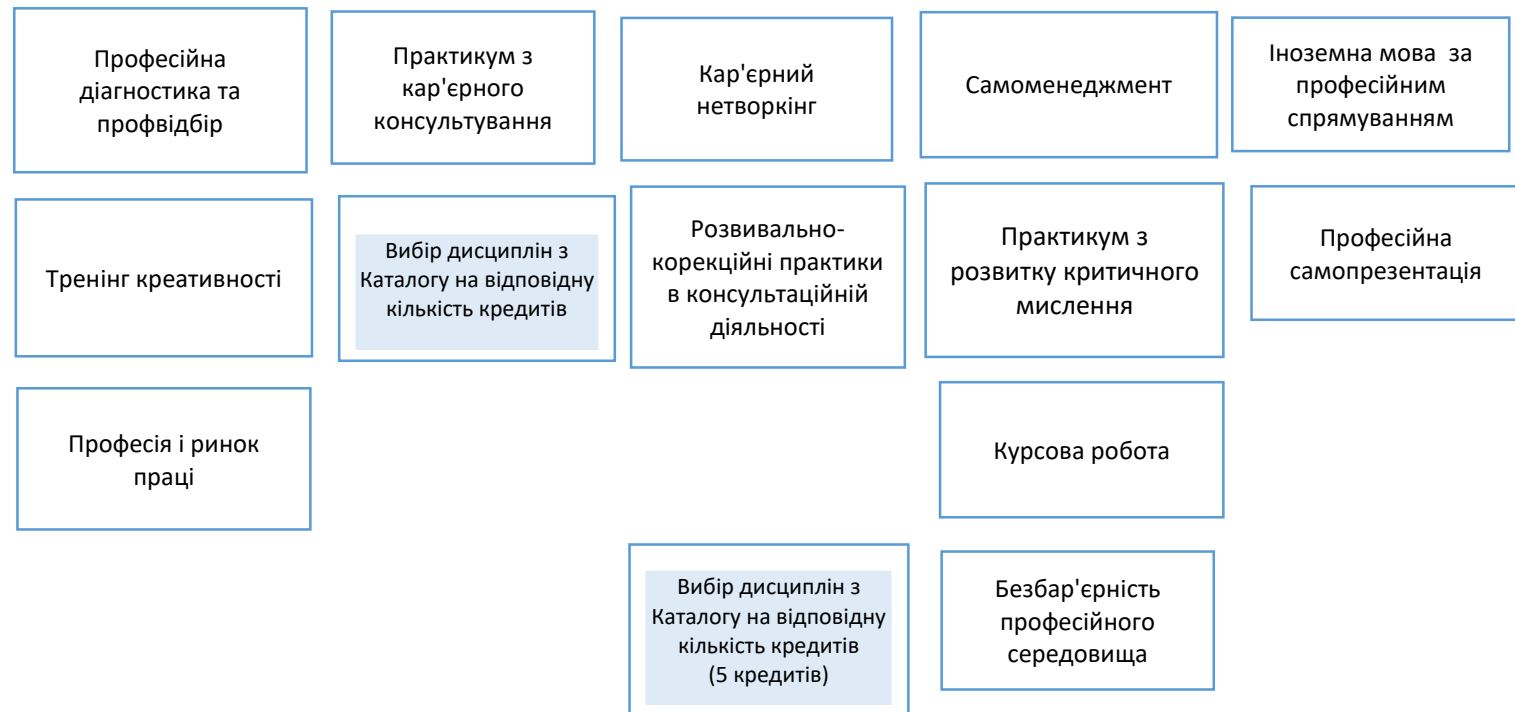 Професійна
діагностика та
профвідбір
Практикум з
кар'єрного
консультування
Кар'єрний
нетворкінг
Самоменеджмент
Іноземна мова за
професійним
спрямуванням
Тренінг креативності
Вибір дисциплін з
Каталогу на відповідну
кількість кредитів
Розвивально-
корекційні практики
в консультаційній
діяльності
Практикум з
розвитку критичного
мислення
Професійна
самопрезентація
Професія і ринок
праці
Курсова робота
Вибір дисциплін з
Каталогу на відповідну
кількість кредитів
(5 кредитів)
Безбар'єрність
професійного
середовища